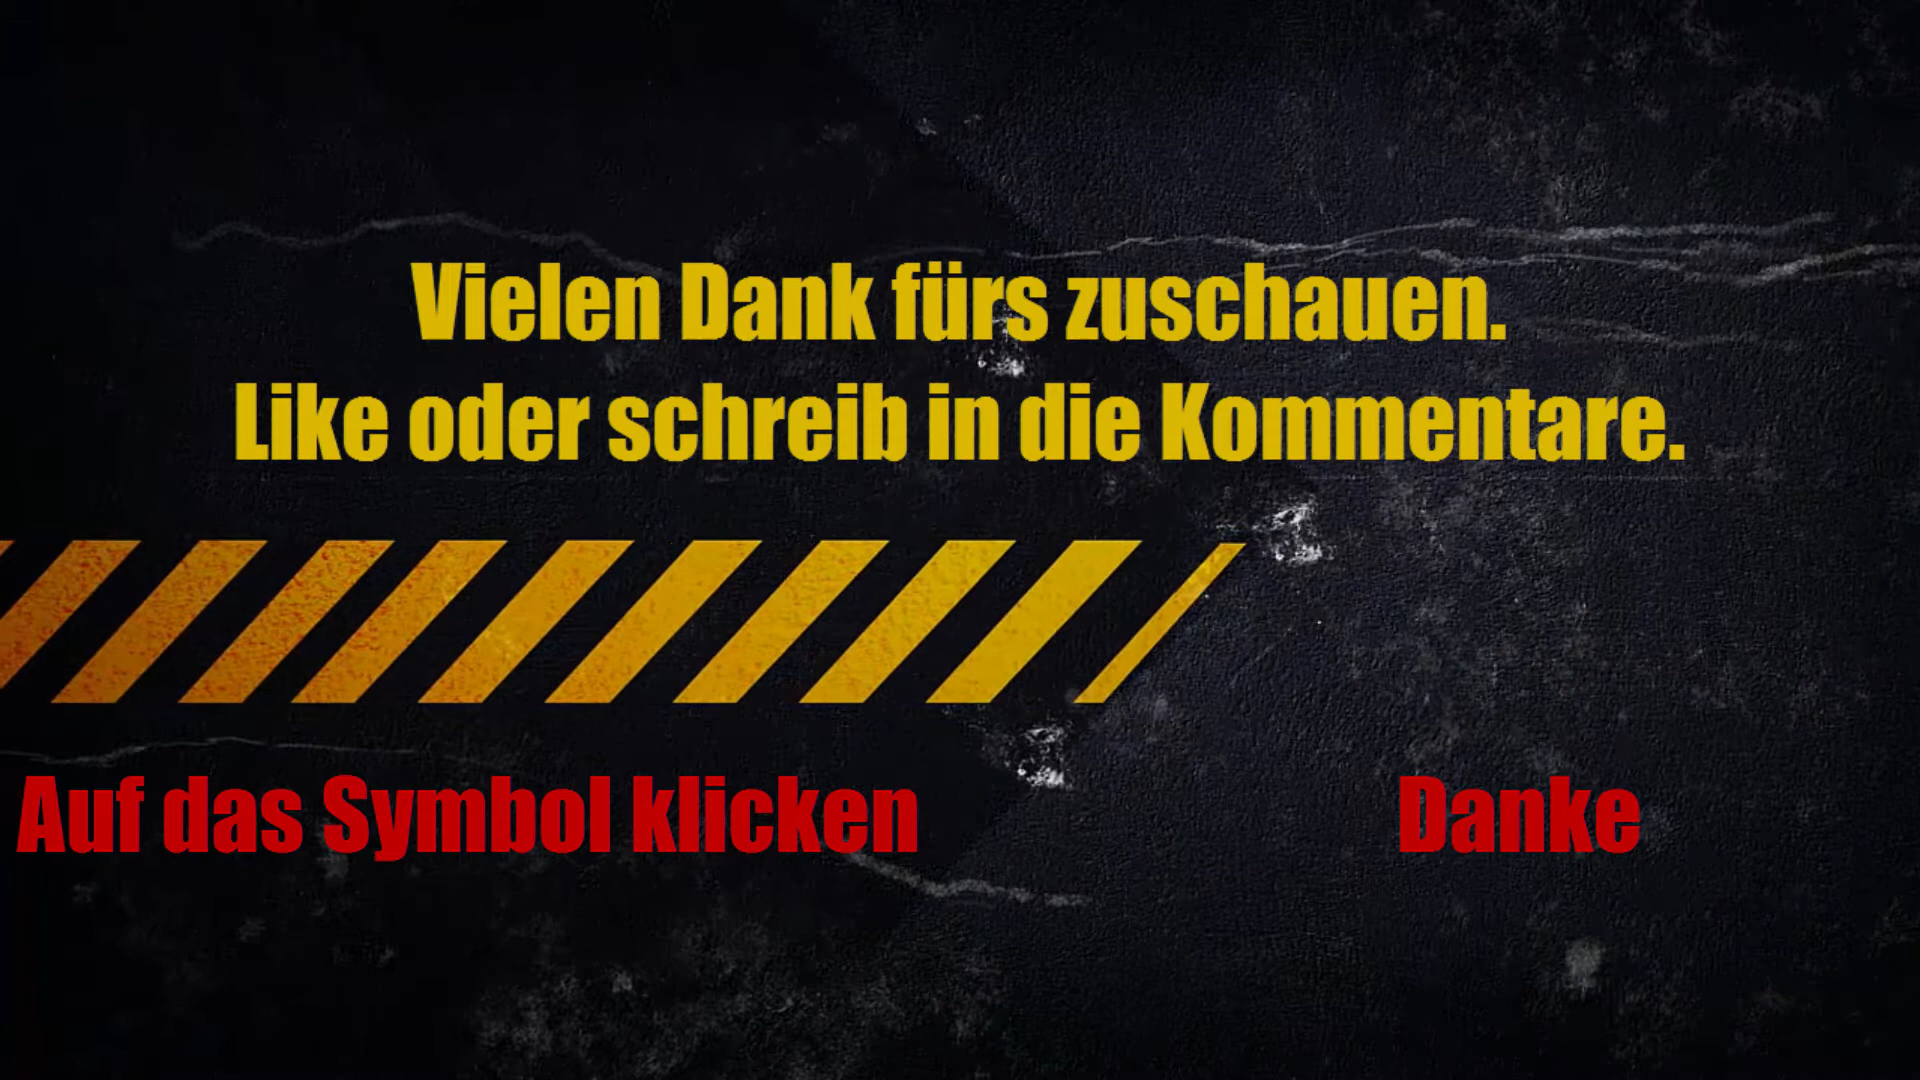 Vielen Dank fürs zuschauen.
Like oder schreib in die Kommentare.
Auf das Symbol klicken
Danke